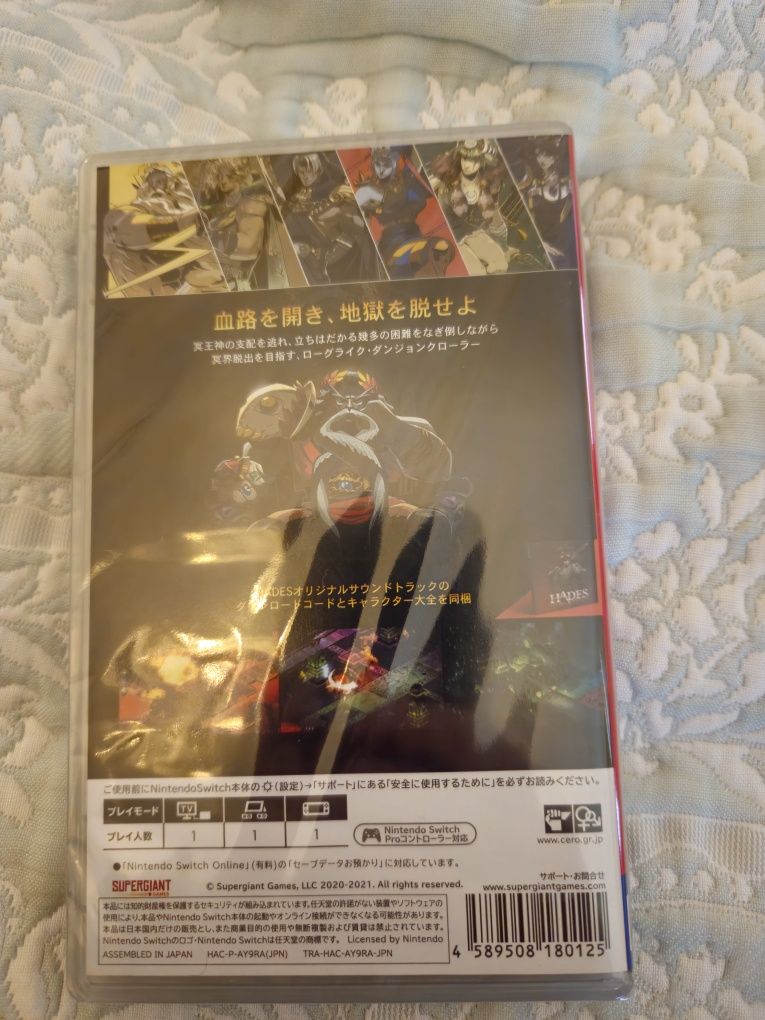 血路を開き、地獄を脱せよ
冥王神の支配を逃れ、立ちはだかる幾多の困難をなぎ倒しながら
冥界脱出を目指す、ローグライク・ダンジョンクローラー
ADESオリジナルサウンドトラックの
ロードコードとキャラクター大全を同梱
HADES
ご使用前にNintendoSwitch本体の (設定)→「サポート」にある「安全に使用するために」を必ずお読みください。
プレイモード TV
プレイ人数 1 1 1
Nintendo Switch
Proコントローラー対応
www.cero.gr.jp
●「Nintendo Switch Online」(有料)の「セーブデータお預かり」に対応しています。
サポート・お問合せ
SUPERGIANT GAMES © Supergiant Games, LLC 2020-2021. All rights reserved. www.supergiantgames.com
本品には知的財産権を保護するセキュリティが組み込まれています。任天堂の許諾がない装置やソフトウェアの
使用により、本品やNintendo Switch本体の起動やオンライン接続ができなくなる可能性があります。
本品は日本国内だけの販売とし、また商業目的の使用や無断複製および賃貸は禁止されています。
Nintendo Switchのロゴ・Nintendo Switchは任天堂の商標です。 Licensed by Nintendo
ASSEMBLED IN JAPAN HAC-P-AY9RA(JPN) TRA-HAC-AY9RA-JPN
4 589508 180125